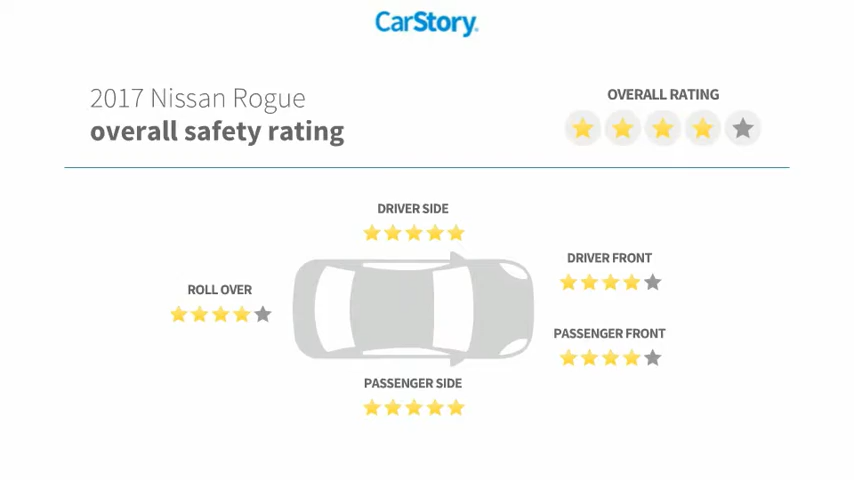 CarStory.
2017 Nissan Rogue
overall safety rating
OVERALL RATING
DRIVER SIDE
DRIVER FRONT
ROLL OVER
PASSENGER FRONT
PASSENGER SIDE